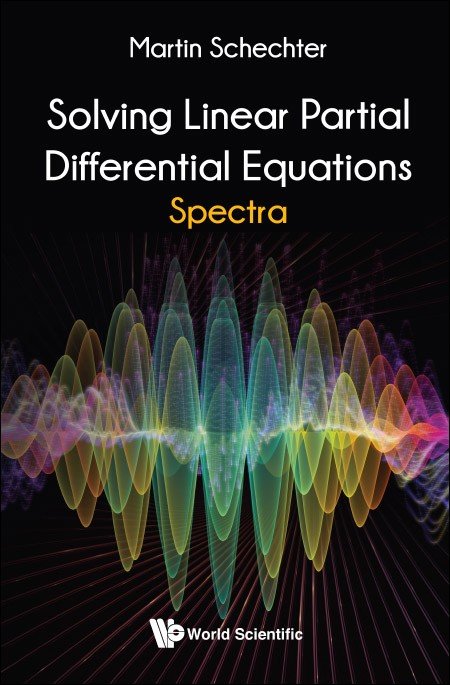 Martin Schechter
Solving Linear Partial
Differential Equations
Spectra
World Scientific